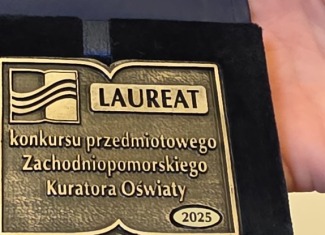 LAUREAT
konkursu przedmiotowego
Zachodniopomorskiego
Kuratora Oświaty
2025